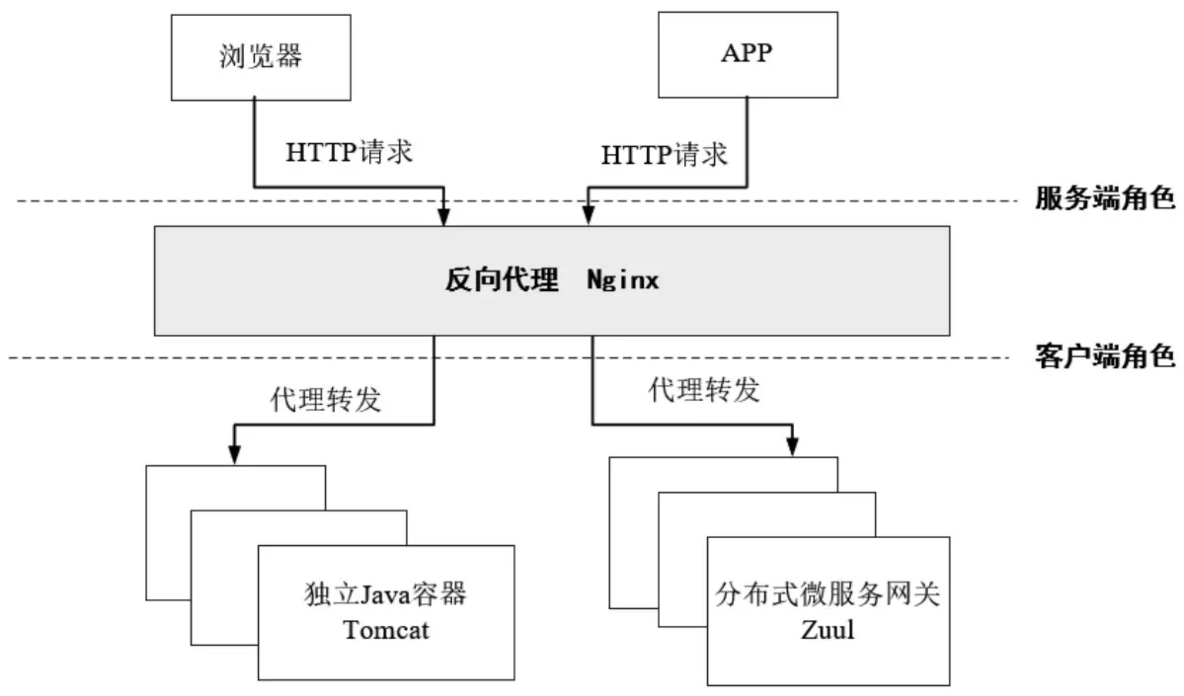 浏览器
APP
HTTP请求
HTTP请求
服务端角色
反向代理 Nginx
客户端角色
代理转发
代理转发
独立Java容器
Tomcat
分布式微服务网关
Zuul